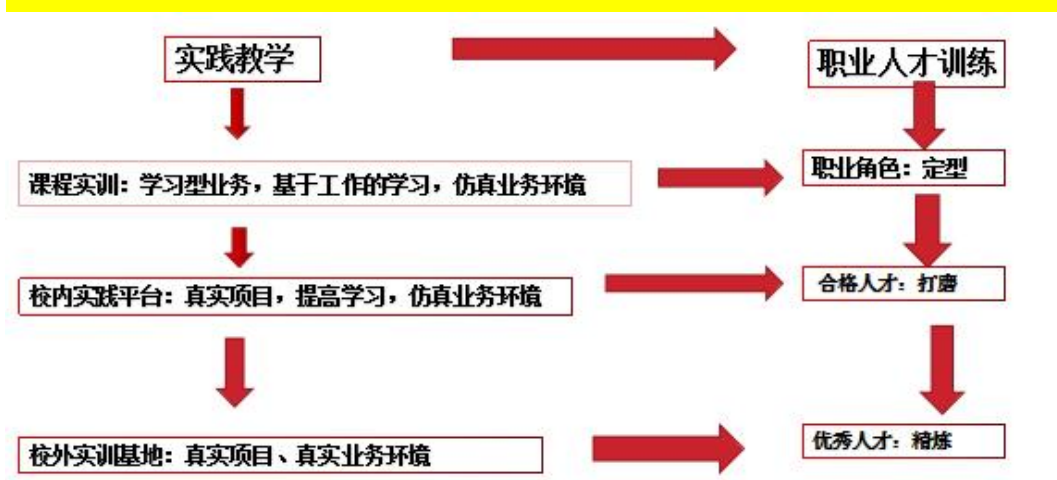 实践教学
职业人才训练
课程实训：学习型业务，基于工作的学习，仿真业务环境
职业角色：定型
校内实践平台：真实项目，提高学习，仿真业务环境
合格人才：打磨
校外实训基地：真实项目、真实业务环境
优秀人才：精炼